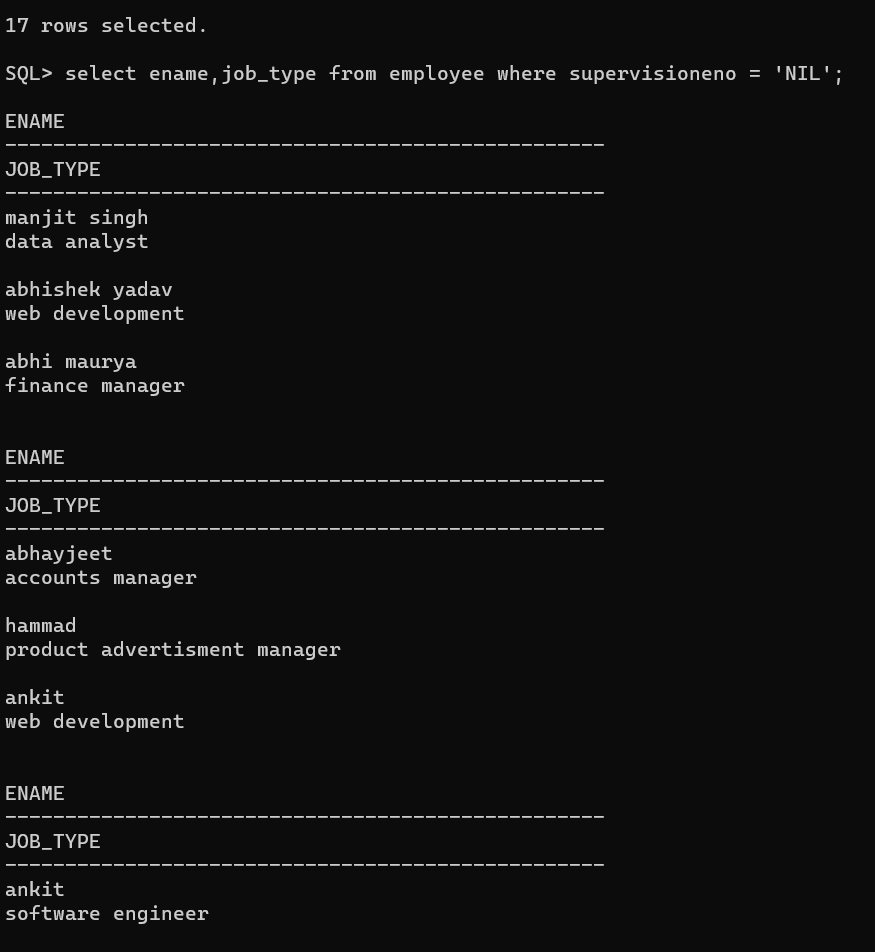 17 rows selected.
SQL> select ename,job_type from employee where supervisioneno = 'NIL';
ENAME
--------------------------------------------------
JOB_TYPE
--------------------------------------------------
manjit singh
data analyst
abhishek yadav
web development
abhi maurya
finance manager
ENAME
--------------------------------------------------
JOB_TYPE
--------------------------------------------------
abhayjeet
accounts manager
hammad
product advertisment manager
ankit
web development
ENAME
--------------------------------------------------
JOB_TYPE
--------------------------------------------------
ankit
software engineer